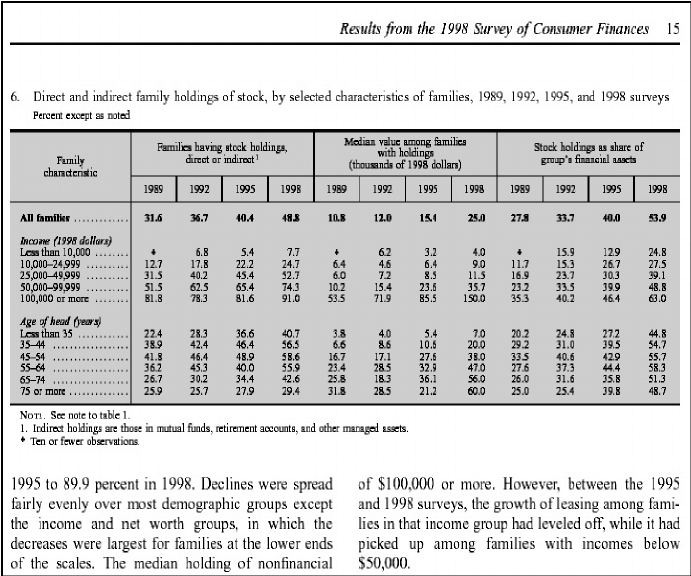 Results from the 1998 Survey of Consumer Finances 15
6. Direct and indirect family holdings of stock, by selected characteristics of families, 1989, 1992, 1995, and 1998 surveys
Percent except as noted
Family characteristic
Families having stock holdings, direct or indirect¹
Median value among families with holdings (thousands of 1998 dollars)
Stock holdings as share of group's financial assets
1989 1992 1995 1998 1989 1992 1995 1998 1989 1992 1995 1998
All families ............. 31.6 36.7 40.4 48.8 10.8 12.0 15.4 25.0 27.8 33.7 40.0 53.9
Income (1998 dollars)
Less than 10,000 ........ * 6.8 5.4 7.7 * 6.2 3.2 4.0 * 15.9 12.9 24.8
10,000–24,999 .......... 12.7 17.8 22.2 24.7 6.4 4.6 6.4 9.0 11.7 15.3 26.7 27.5
25,000–49,999 .......... 31.5 40.2 45.4 52.7 6.0 7.2 8.5 11.5 16.9 23.7 30.3 39.1
50,000–99,999 .......... 51.5 62.5 65.4 74.3 10.2 15.4 23.6 35.7 23.2 33.5 39.9 48.8
100,000 or more ........ 81.8 78.3 81.6 91.0 53.5 71.9 85.5 150.0 35.3 40.2 46.4 63.0
Age of head (years)
Less than 35 ............. 22.4 28.3 36.6 40.7 3.8 4.0 5.4 7.0 20.2 24.8 27.2 44.8
35–44 .................... 38.9 42.4 46.4 56.5 6.6 8.6 10.6 20.0 29.2 31.0 39.5 54.7
45–54 .................... 41.8 46.4 48.9 58.6 16.7 17.1 27.6 38.0 33.5 40.6 42.9 55.7
55–64 .................... 36.2 45.3 40.0 55.9 23.4 28.5 32.9 47.0 27.6 37.3 44.4 58.3
65–74 .................... 26.7 30.2 34.4 42.6 25.8 18.3 36.1 56.0 26.0 31.6 35.8 51.3
75 or more ............... 25.9 25.7 27.9 29.4 31.8 28.5 21.2 60.0 25.0 25.4 39.8 48.7
NOTE. See note to table 1.
1. Indirect holdings are those in mutual funds, retirement accounts, and other managed assets.
* Ten or fewer observations.
1995 to 89.9 percent in 1998. Declines were spread
fairly evenly over most demographic groups except
the income and net worth groups, in which the
decreases were largest for families at the lower ends
of the scales. The median holding of nonfinancial
of $100,000 or more. However, between the 1995
and 1998 surveys, the growth of leasing among fami-
lies in that income group had leveled off, while it had
picked up among families with incomes below
$50,000.